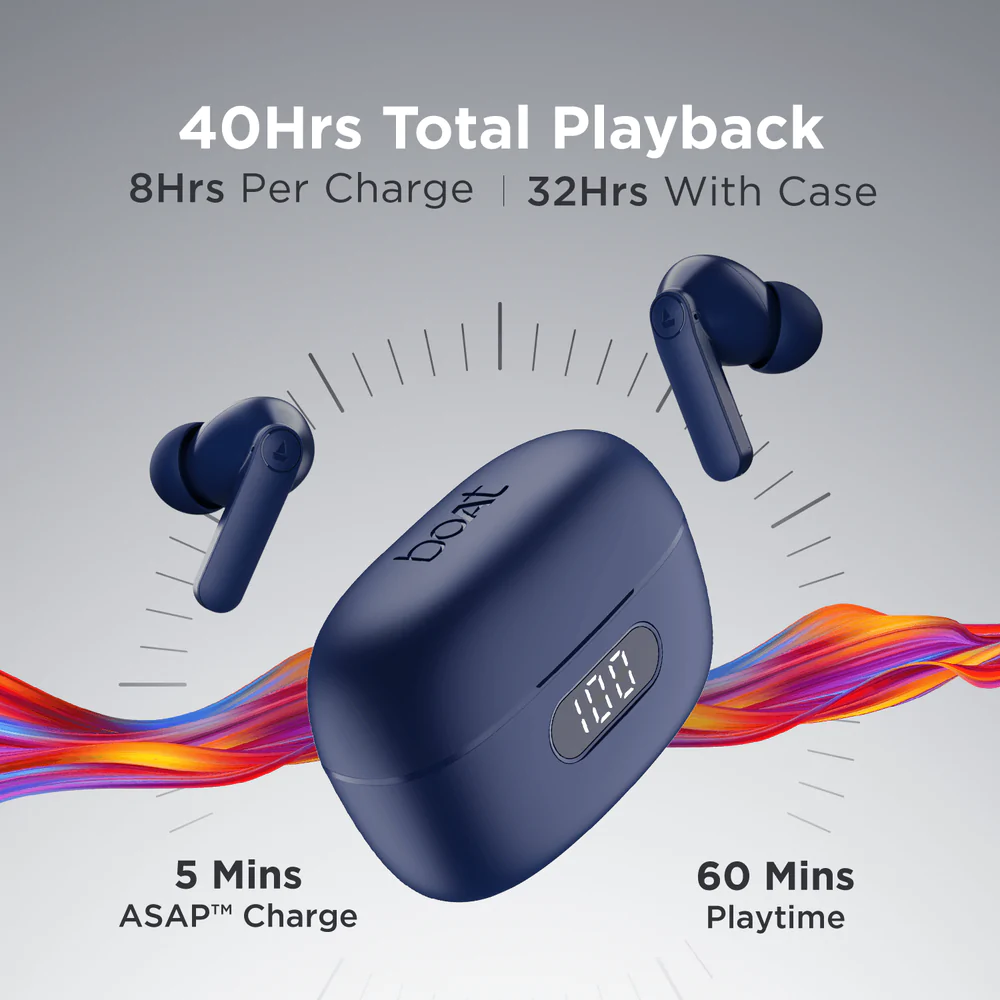 40Hrs Total Playback
8Hrs Per Charge | 32Hrs With Case
boAt
100
5 Mins
ASAP™ Charge
60 Mins
Playtime